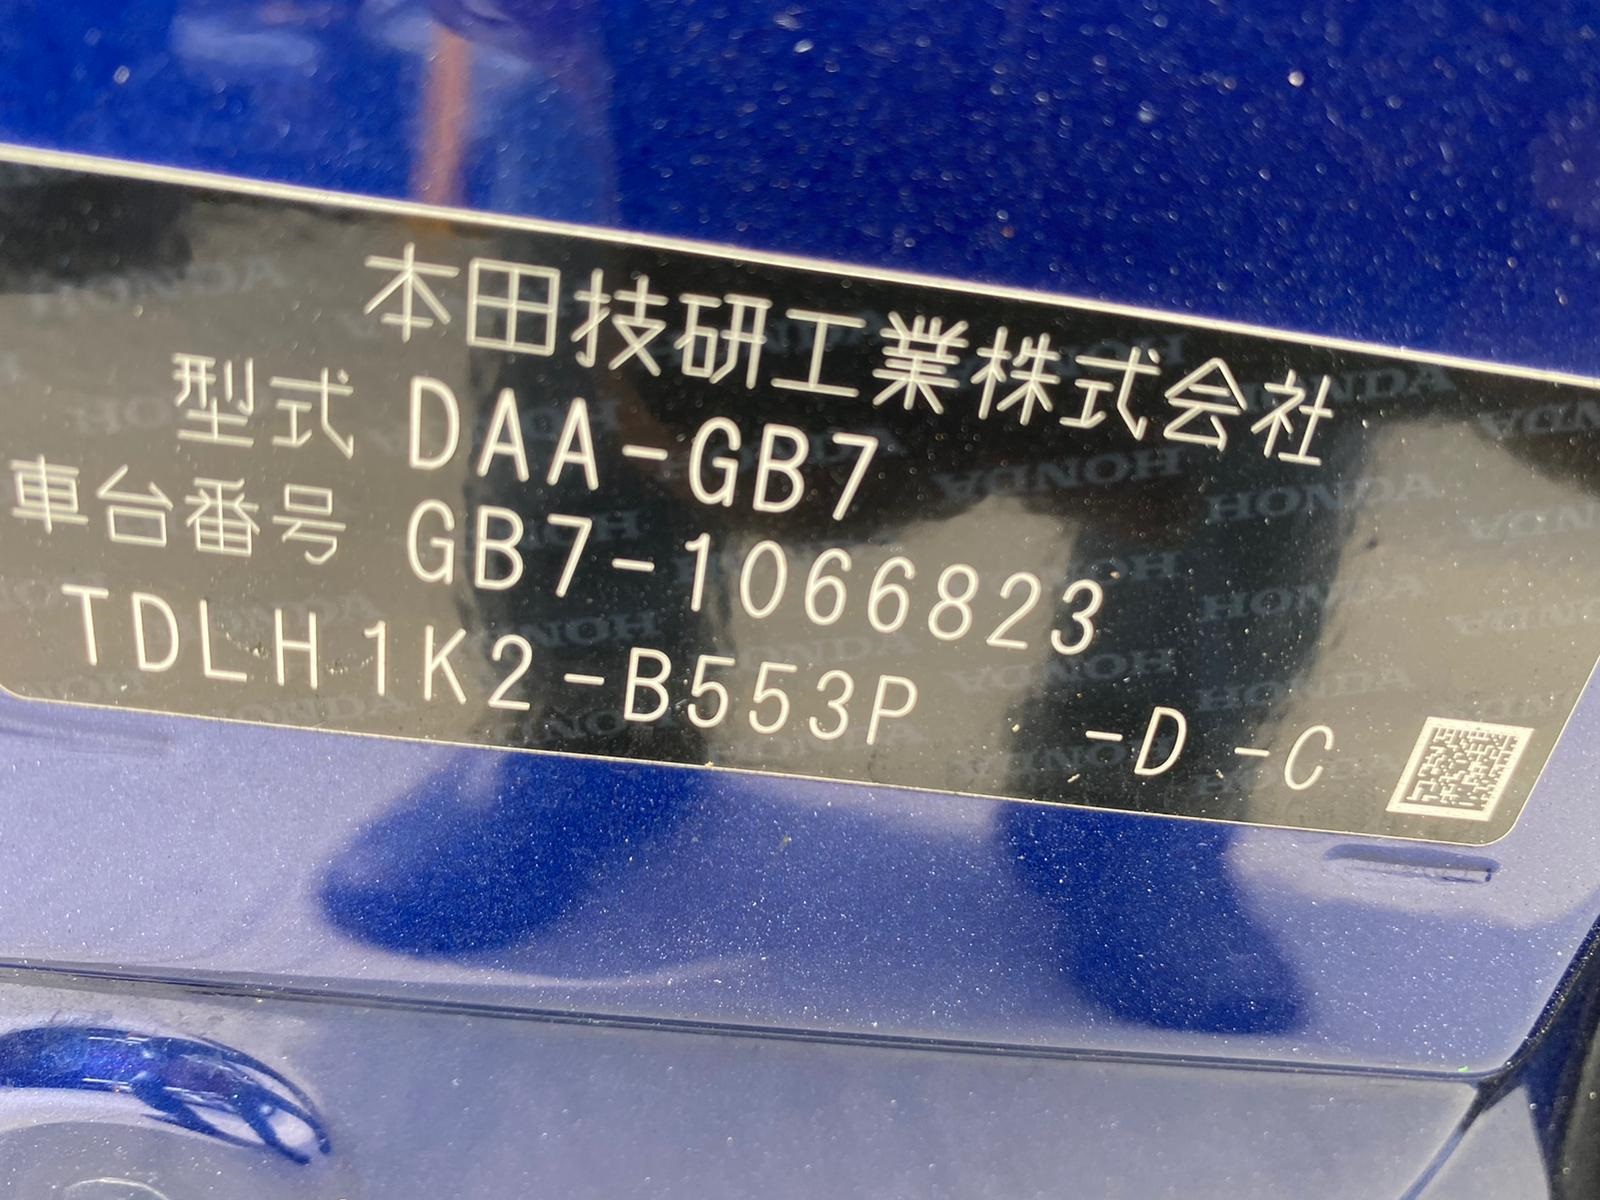 本田技研工業株式会社
型式 DAA-GB7
車台番号 GB7-1066823
TDLH1K2-B553P -D -C